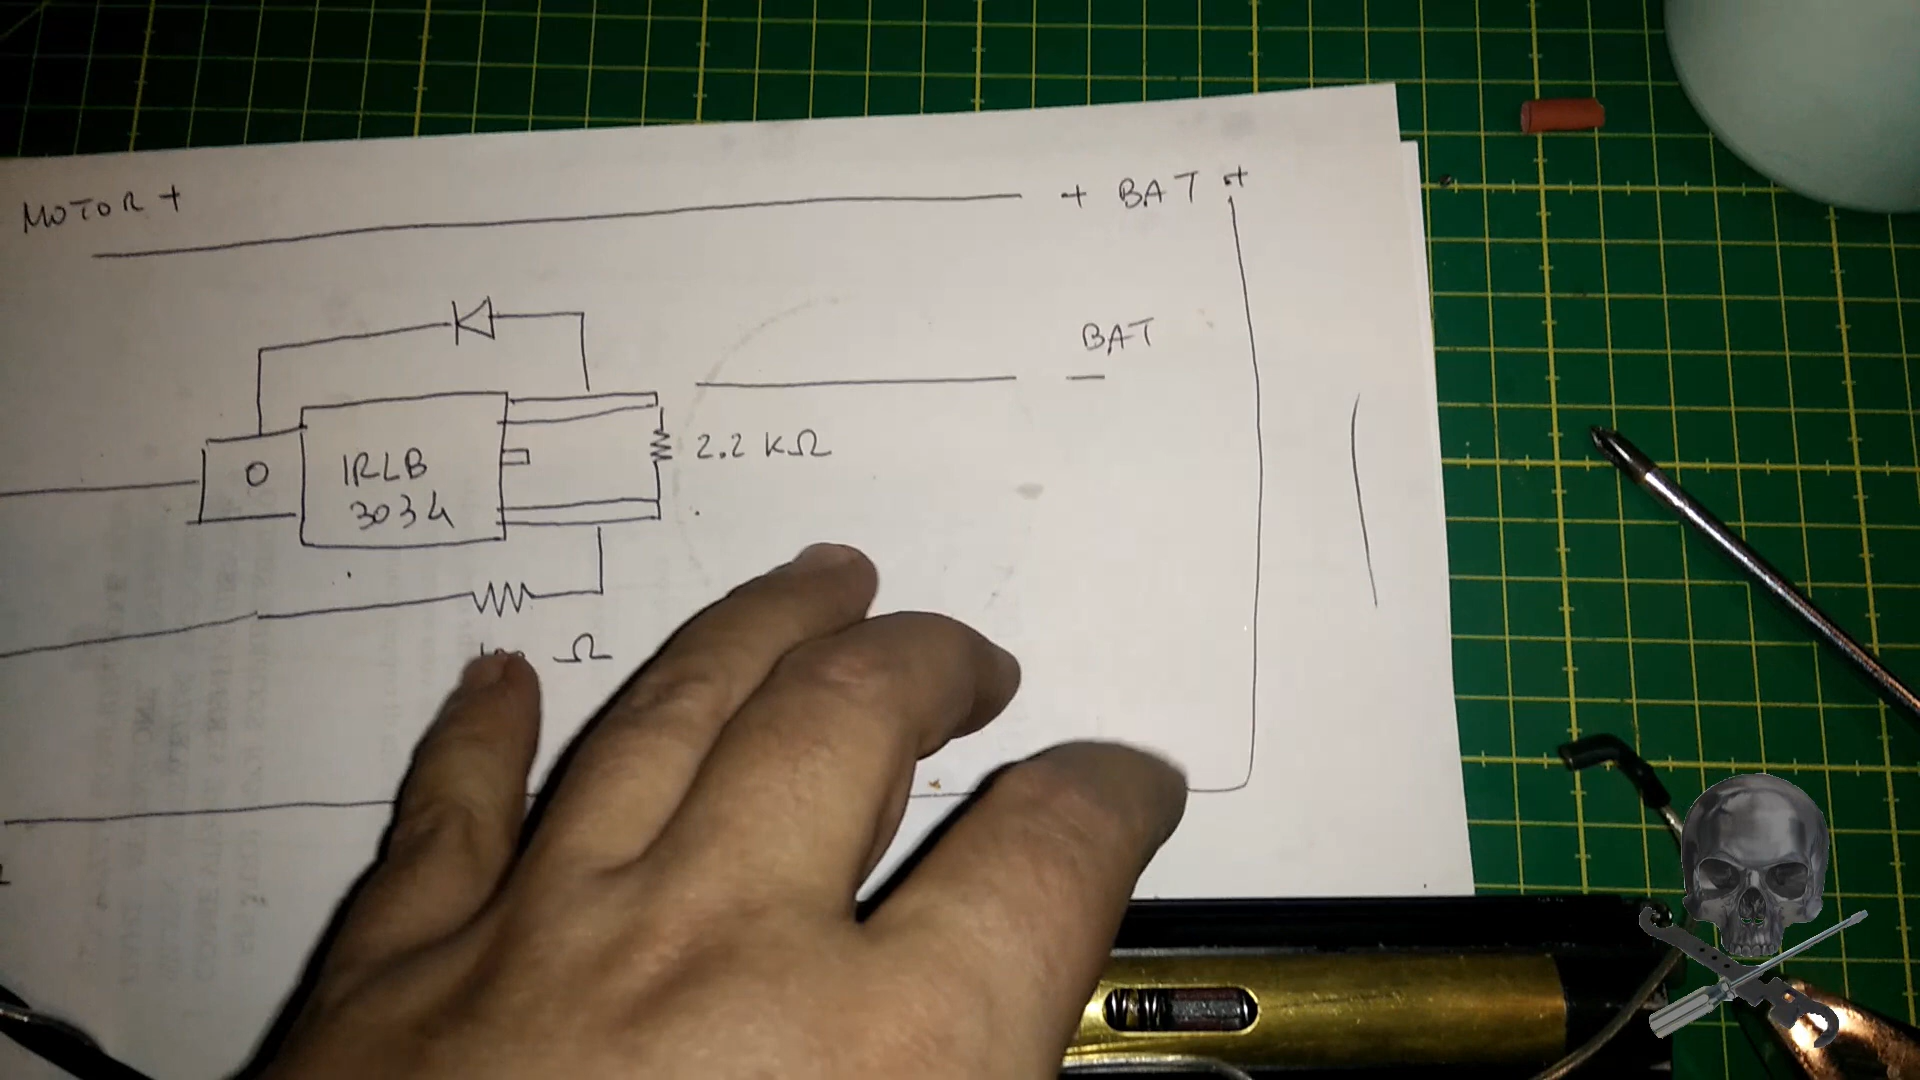 MOTOR +
+ BAT +
BAT
-
2.2 KΩ
IRLB
3034
Ω